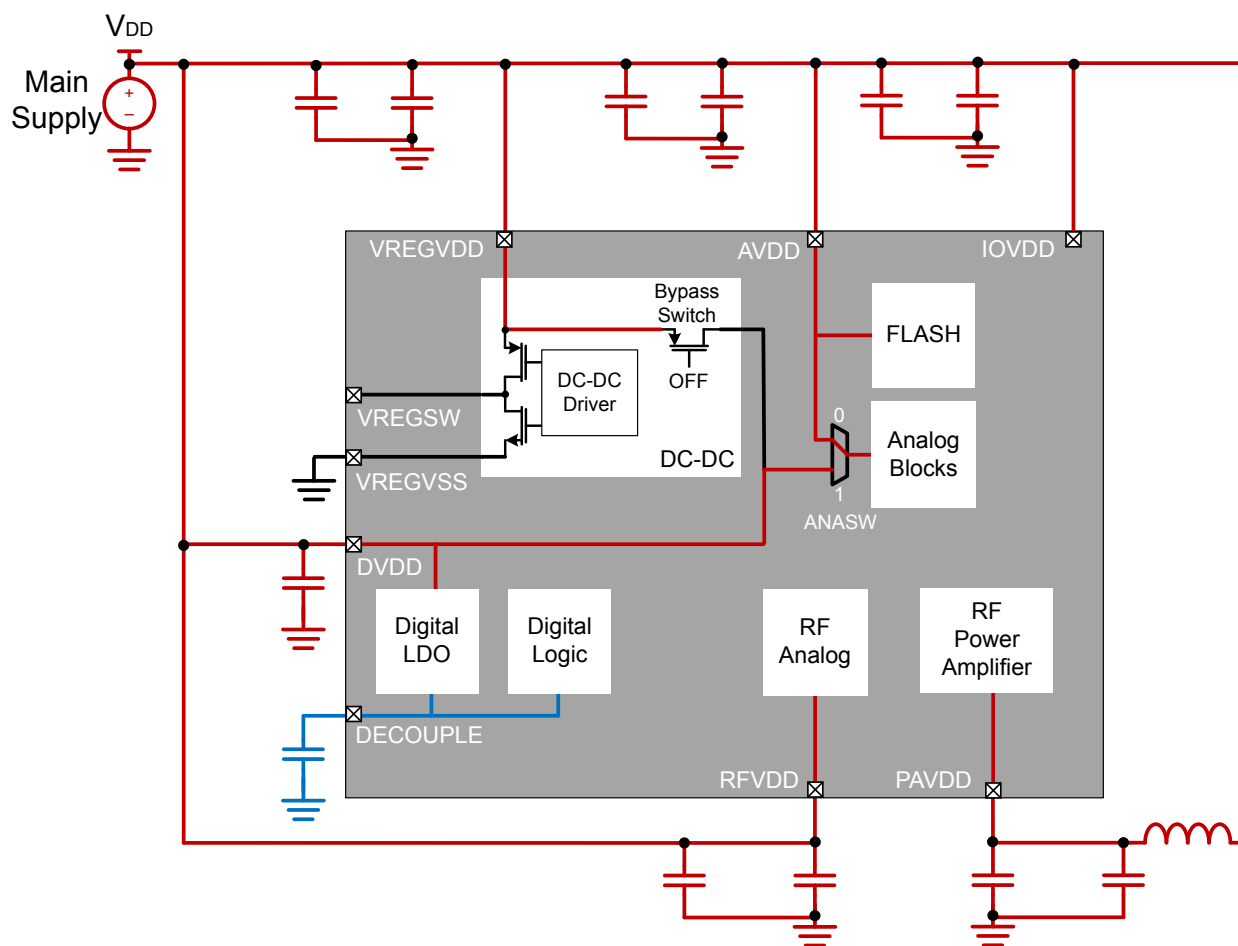 VDD
Main
Supply
+
−
VREGVDD
AVDD
IOVDD
Bypass
Switch
OFF
DC-DC
Driver
DC-DC
FLASH
0
Analog
Blocks
1
ANASW
VREGSW
VREGVSS
DVDD
Digital
LDO
Digital
Logic
RF
Analog
RF
Power
Amplifier
DECOUPLE
RFVDD
PAVDD